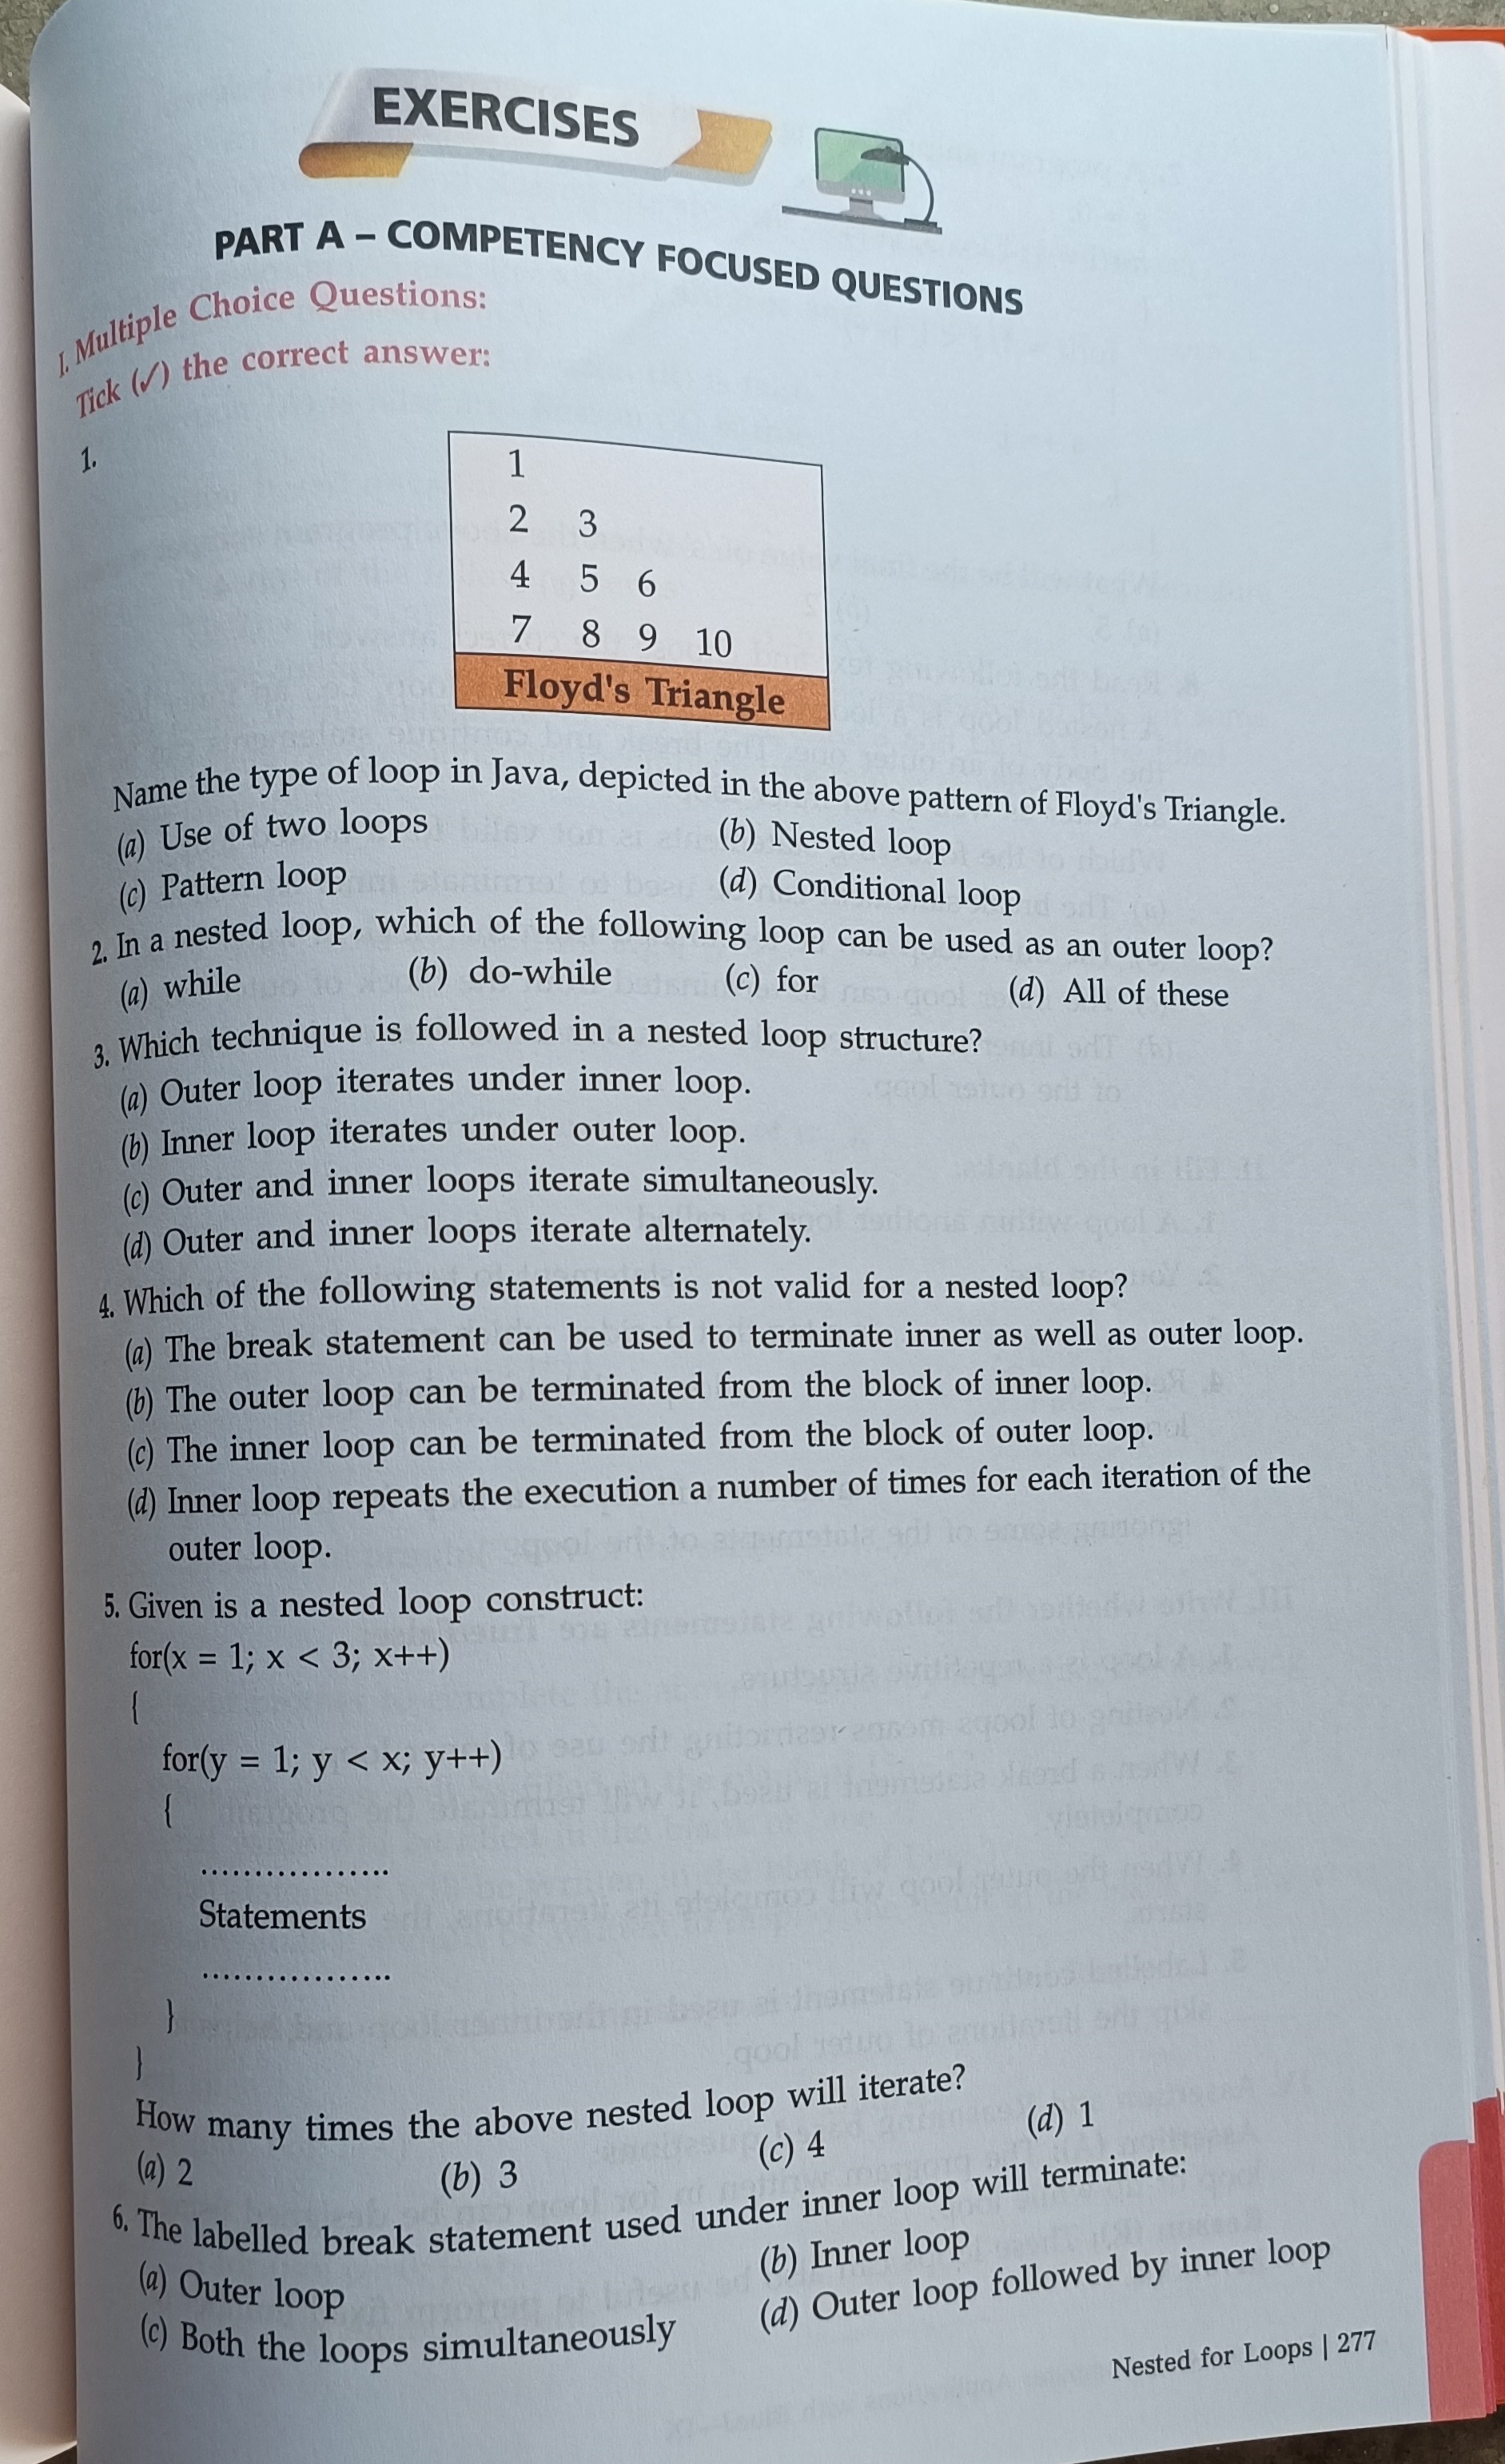 EXERCISES
PART A – COMPETENCY FOCUSED QUESTIONS
I. Multiple Choice Questions:
Tick (✓) the correct answer:
1.
1
2 3
4 5 6
7 8 9 10
Floyd's Triangle
Name the type of loop in Java, depicted in the above pattern of Floyd's Triangle.
(a) Use of two loops (b) Nested loop
(c) Pattern loop (d) Conditional loop
2. In a nested loop, which of the following loop can be used as an outer loop?
(a) while (b) do-while (c) for (d) All of these
3. Which technique is followed in a nested loop structure?
(a) Outer loop iterates under inner loop.
(b) Inner loop iterates under outer loop.
(c) Outer and inner loops iterate simultaneously.
(d) Outer and inner loops iterate alternately.
4. Which of the following statements is not valid for a nested loop?
(a) The break statement can be used to terminate inner as well as outer loop.
(b) The outer loop can be terminated from the block of inner loop.
(c) The inner loop can be terminated from the block of outer loop.
(d) Inner loop repeats the execution a number of times for each iteration of the
outer loop.
5. Given is a nested loop construct:
for(x = 1; x < 3; x++)
{
for(y = 1; y < x; y++)
{
..................
Statements
..................
}
}
How many times the above nested loop will iterate?
(a) 2 (b) 3 (c) 4 (d) 1
6. The labelled break statement used under inner loop will terminate:
(a) Outer loop (b) Inner loop
(c) Both the loops simultaneously (d) Outer loop followed by inner loop
Nested for Loops | 277